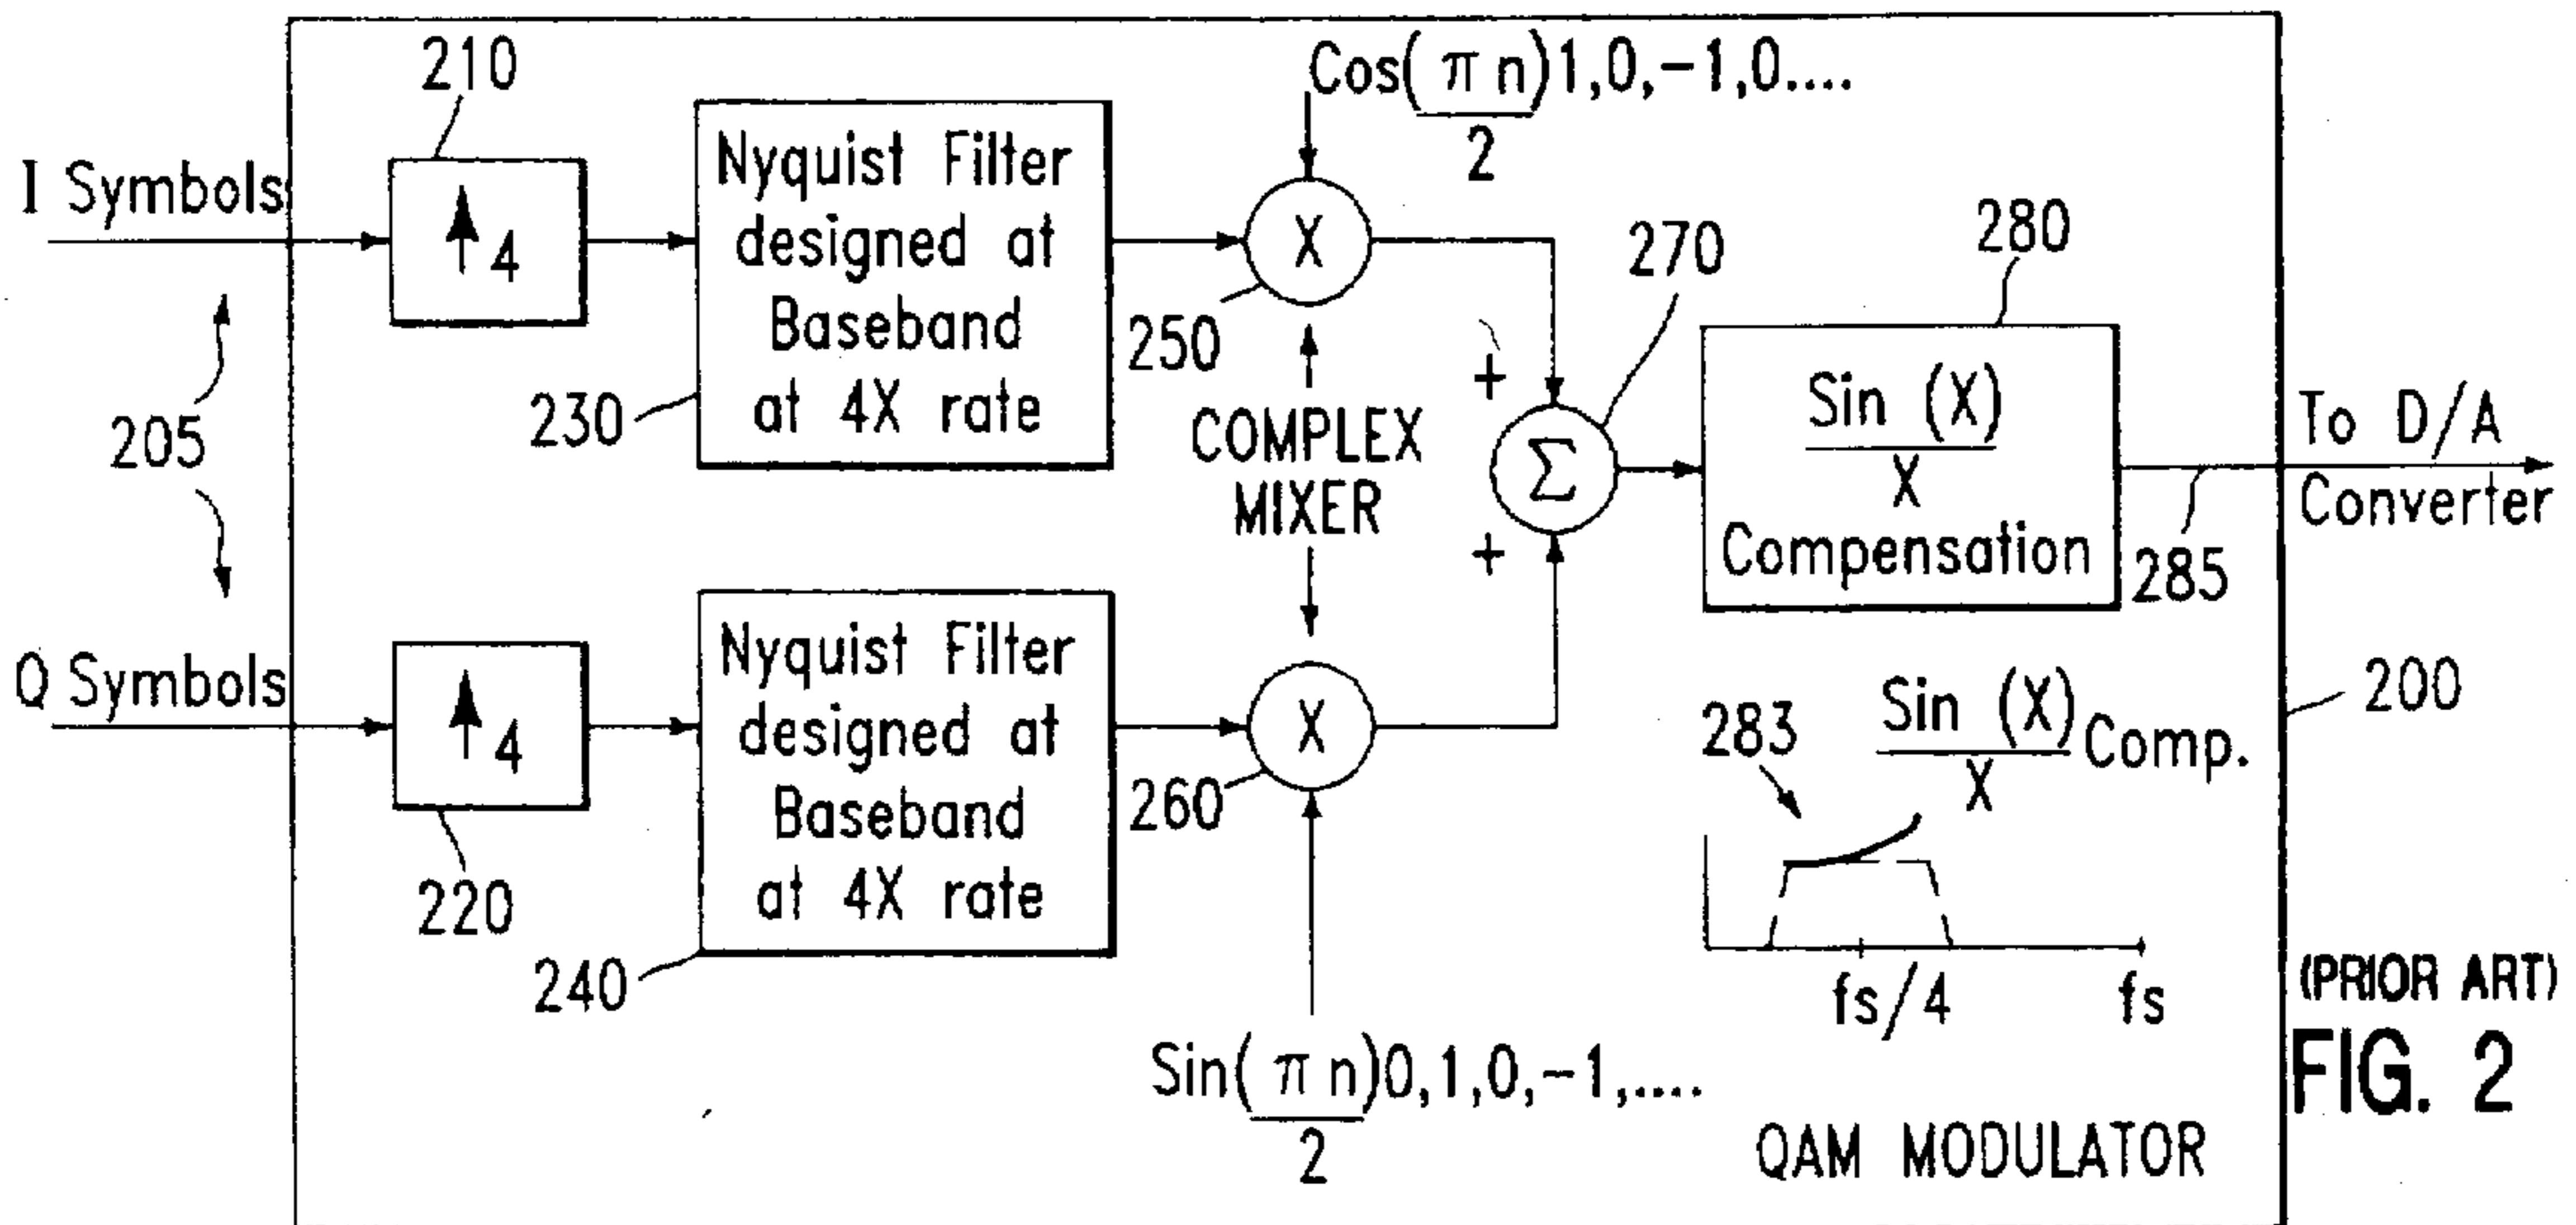 210
I Symbols
↑4
Nyquist Filter
designed at
Baseband
at 4X rate
230
Cos(πn/2)1,0,-1,0....
X
250
205
COMPLEX
MIXER
270
+
Σ
+
280
Sin (X)
X
Compensation
285
To D/A
Converter
Q Symbols
↑4
220
Nyquist Filter
designed at
Baseband
at 4X rate
240
X
260
Sin(πn/2)0,1,0,-1,....
283
Sin (X)
X
Comp.
fs/4
fs
200
QAM MODULATOR
(PRIOR ART)
FIG. 2